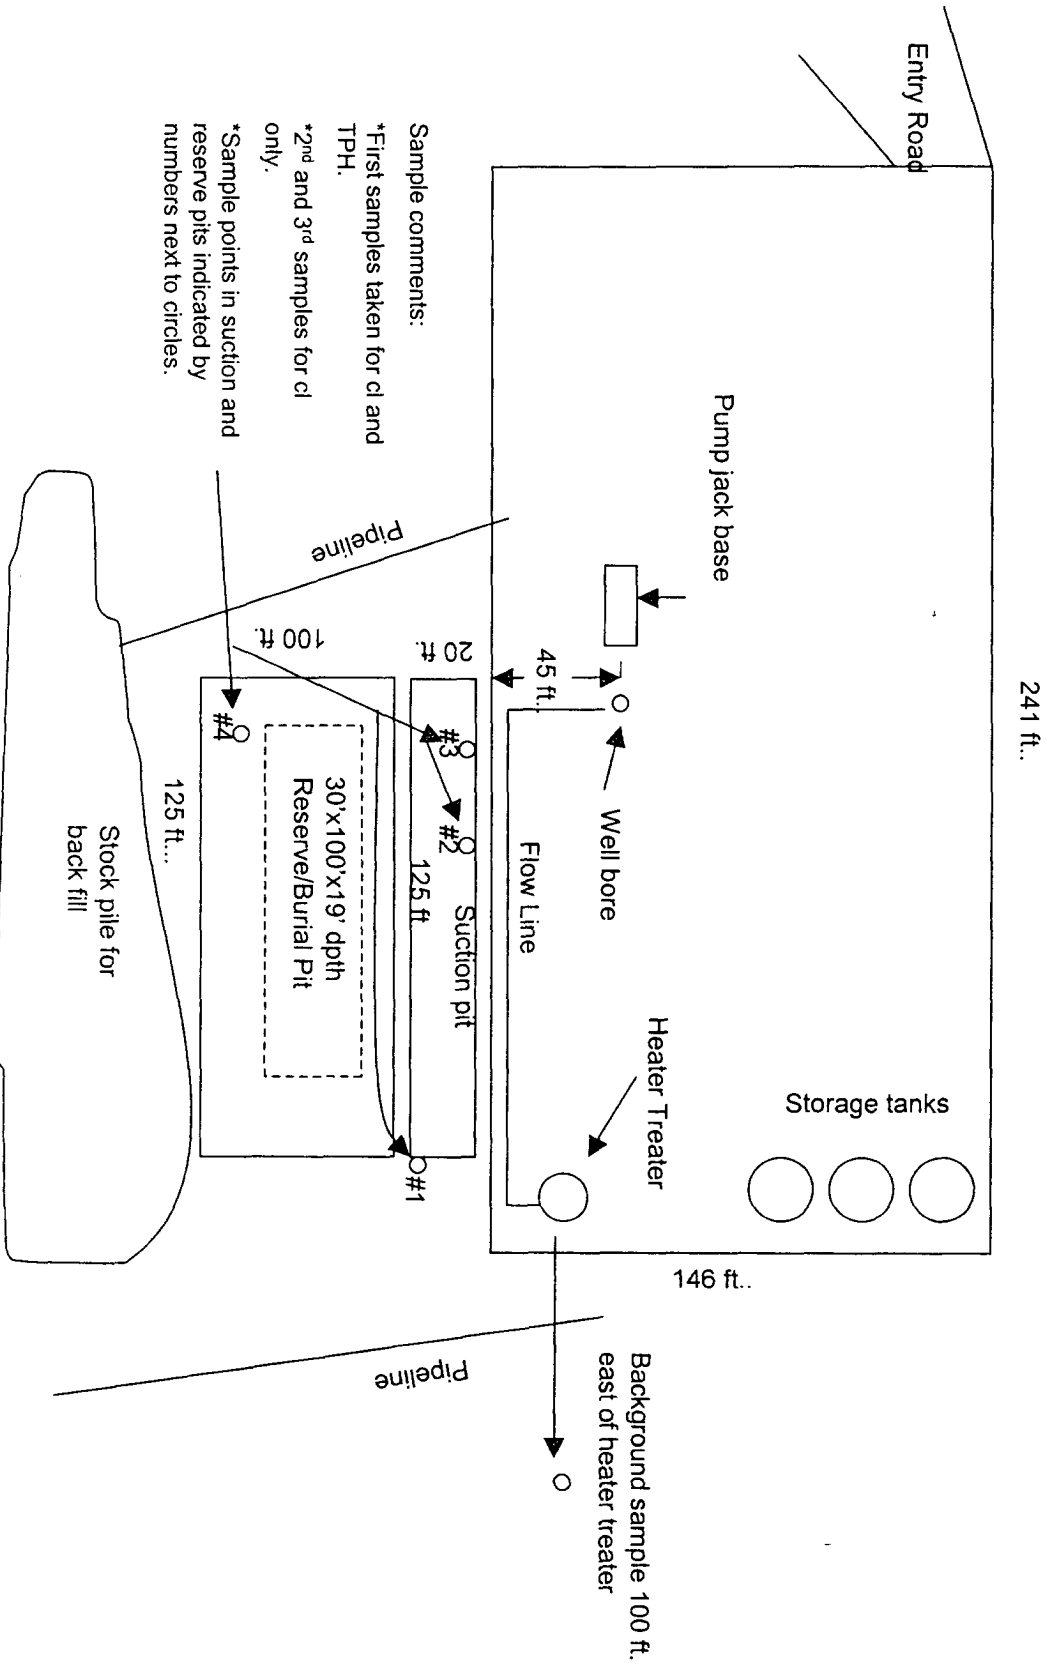 241 ft..
Entry Road
Pump jack base
Storage tanks
146 ft..
Heater Treater
Well bore
45 ft..
Flow Line
Background sample 100 ft.
east of heater treater
Sample comments:
*First samples taken for cl and
TPH.
*2nd and 3rd samples for cl
only.
*Sample points in suction and
reserve pits indicated by
numbers next to circles.
Pipeline
20 ft.
#3
#2
Suction pit
125 ft.
#1
100 ft.
30'x100'x19' dpth
Reserve/Burial Pit
#4
125 ft...
Pipeline
Stock pile for
back fill